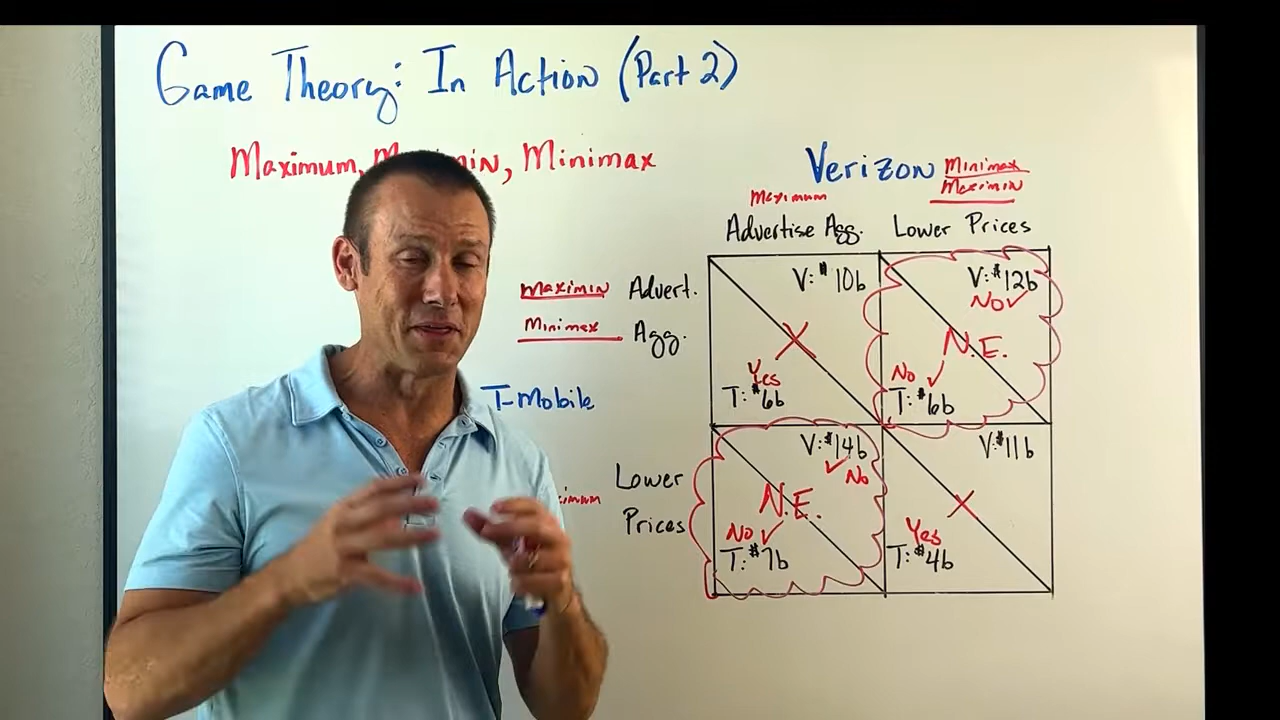 Game Theory: In Action (Part 2)
Maximum, Minimax
Verizon Minimax
Maximin
Maximum
Advertise Agg. Lower Prices
Maximin Advert.
Minimax Agg.
T-Mobile
Lower
Prices
V: $10b
Yes
T: $6b
V: $12b
No ✓
N.E.
No ✓
T: $6b
V: $14b
✓ No
N.E.
No ✓
T: $7b
V: $11b
Yes
T: $4b